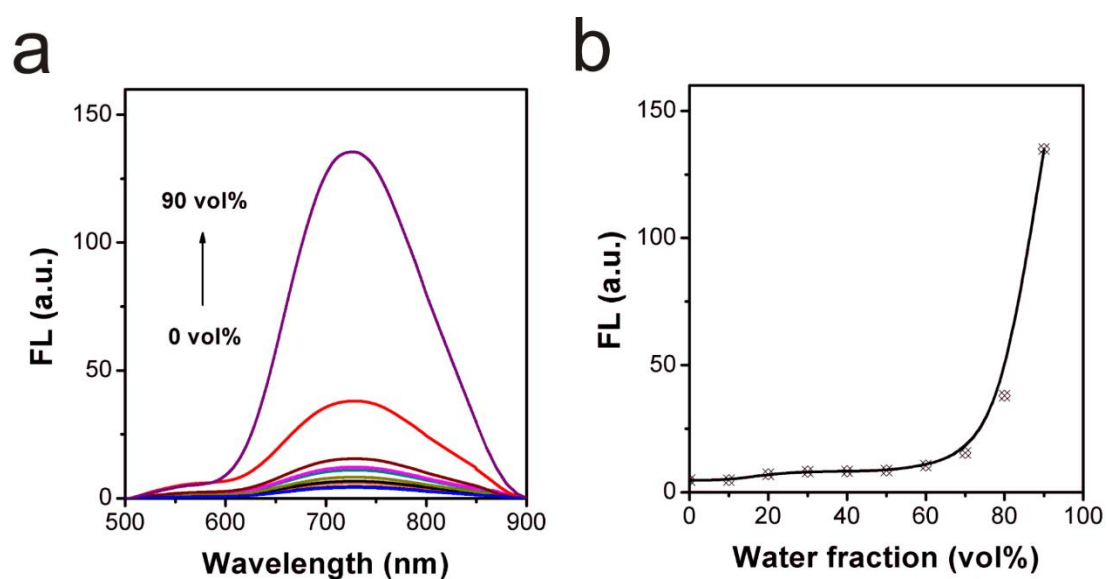 a
150
100
50
0
FL (a.u.)
90 vol%
0 vol%
500 600 700 800 900
Wavelength (nm)
b
150
100
50
0
FL (a.u.)
0 20 40 60 80 100
Water fraction (vol%)